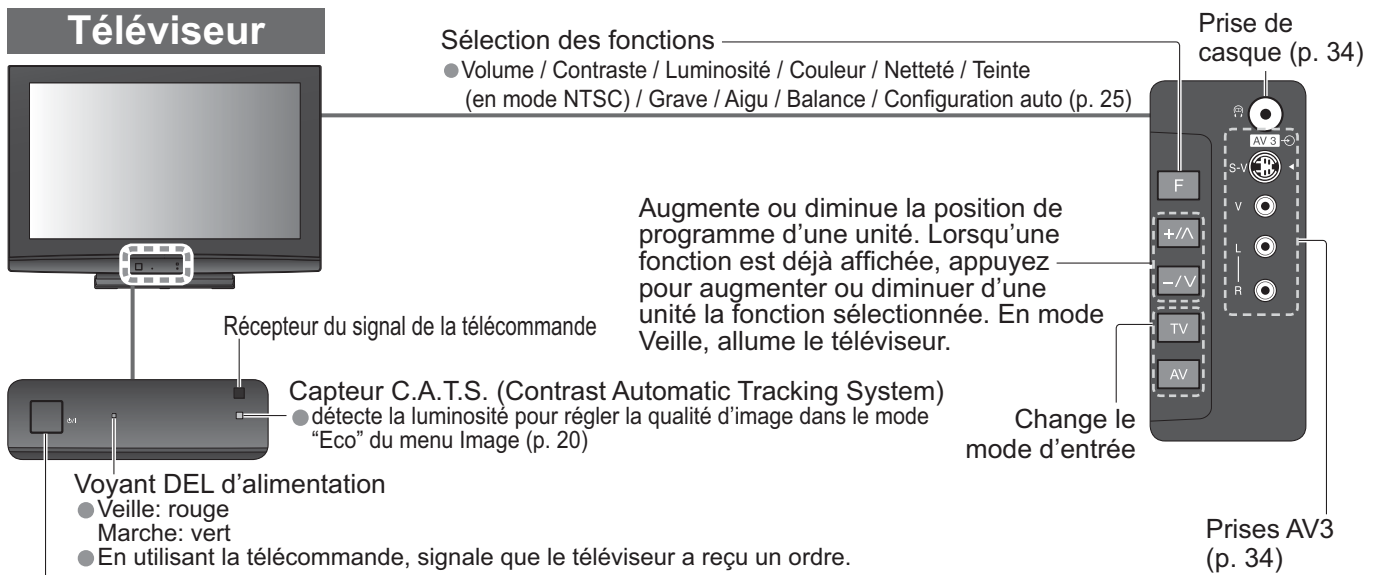 Téléviseur
Sélection des fonctions
●Volume / Contraste / Luminosité / Couleur / Netteté / Teinte
(en mode NTSC) / Grave / Aigu / Balance / Configuration auto (p. 25)
Prise de
casque (p. 34)
AV 3
S-V
V
L
R
F
+/∧
−/∨
TV
AV
Augmente ou diminue la position de
programme d’une unité. Lorsqu’une
fonction est déjà affichée, appuyez
pour augmenter ou diminuer d’une
unité la fonction sélectionnée. En mode
Veille, allume le téléviseur.
Change le
mode d’entrée
Prises AV3
(p. 34)
Récepteur du signal de la télécommande
Capteur C.A.T.S. (Contrast Automatic Tracking System)
●détecte la luminosité pour régler la qualité d’image dans le mode
“Eco” du menu Image (p. 20)
Voyant DEL d’alimentation
●Veille: rouge
Marche: vert
●En utilisant la télécommande, signale que le téléviseur a reçu un ordre.